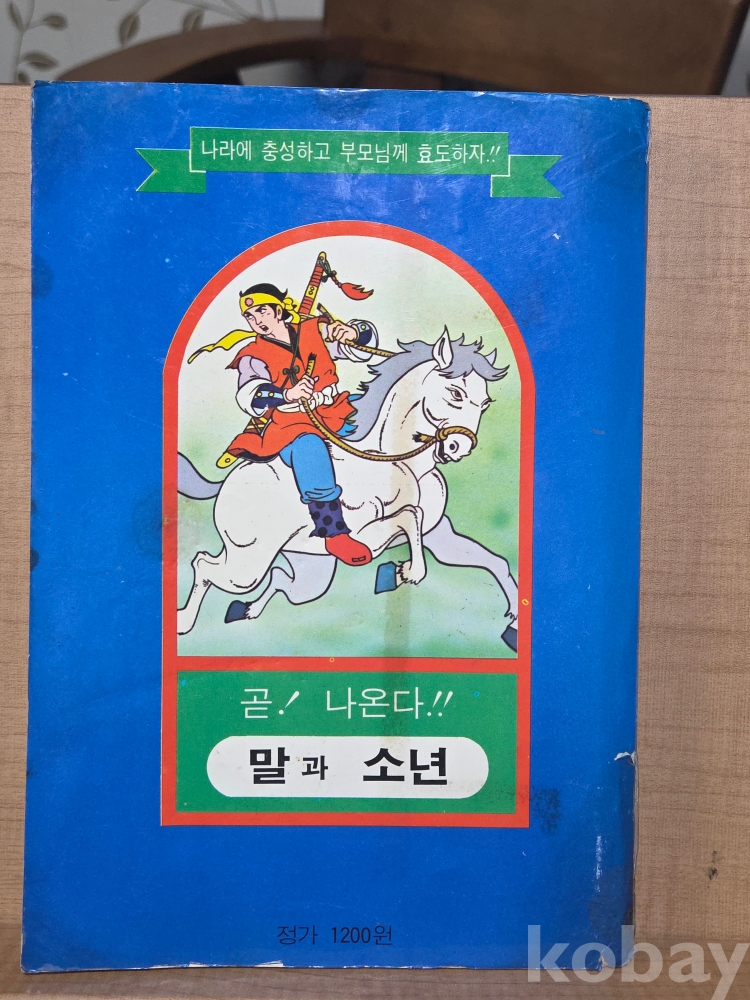 나라에 충성하고 부모님께 효도하자.!!
곧! 나온다.!!
말과 소년
정가 1200원
kobay